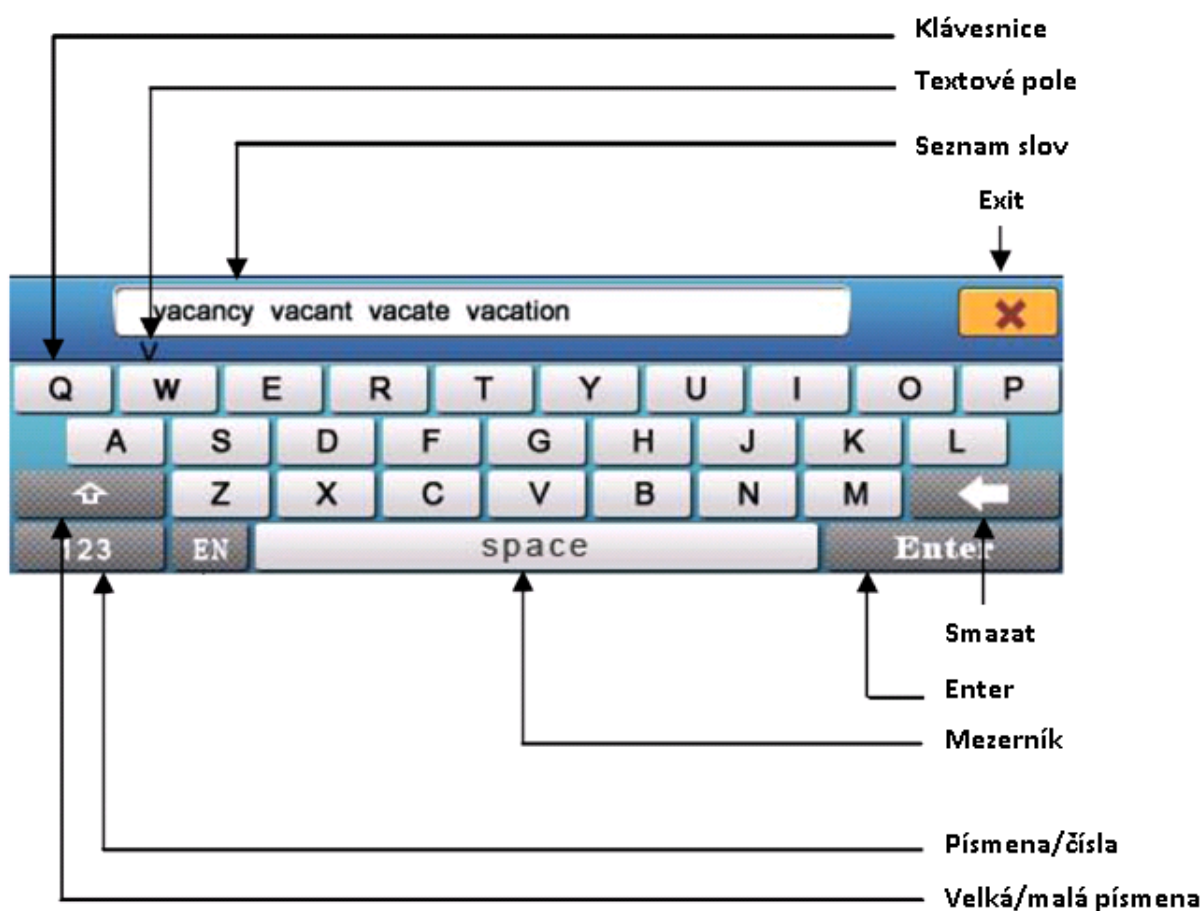 Klávesnice
Textové pole
Seznam slov
Exit
vacancy vacant vacate vacation
v
Q W E R T Y U I O P
A S D F G H J K L
Z X C V B N M
123 EN space Enter
Smazat
Enter
Mezerník
Písmena/čísla
Velká/malá písmena